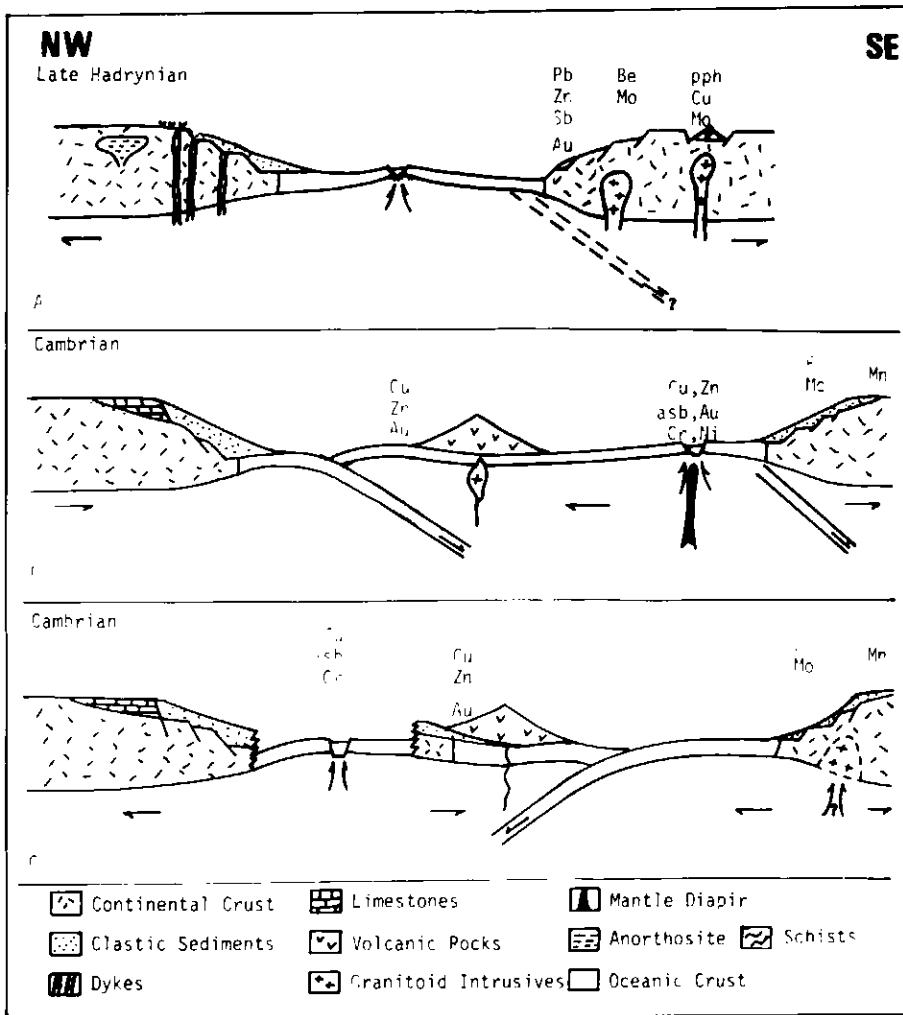 NW SE
Late Hadrynian
Pb Be pph
Zn Mo Cu
Sb Mo
Au
?
A
Cambrian
Cu Cu,Zn Mn
Zn asb,Au
Au Cr,Ni
Cambrian
Cu Mo Mn
Zn
Au
?
Continental Crust Limestones Mantle Diapir
Clastic Sediments Volcanic Rocks Anorthosite Schists
Dykes Granitoid Intrusives Oceanic Crust